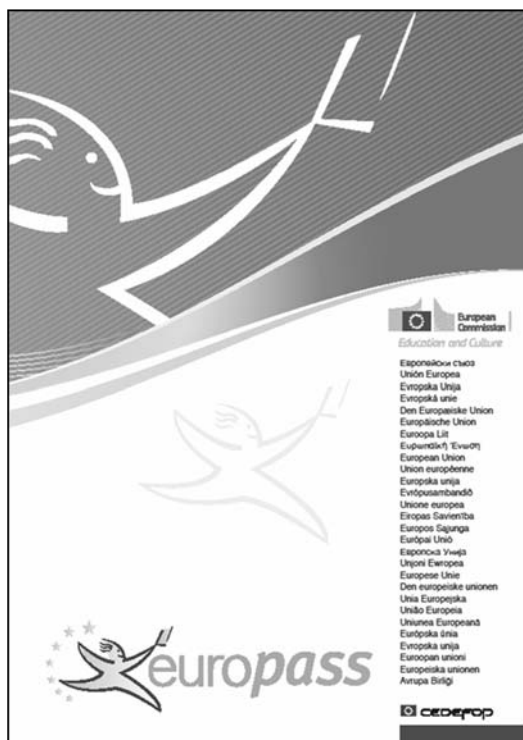 European
Commission
Education and Culture
Европейски съюз
Unión Europea
Evropska Unija
Evropská unie
Den Europæiske Union
Europäische Union
Euroopa Liit
Ευρωπαϊκή Ένωση
European Union
Union européenne
Europska unija
Evrópusambandið
Unione europea
Eiropas Savienība
Europos Sąjunga
Európai Unió
Европска Унија
Unjoni Ewropea
Europese Unie
Den europeiske unionen
Unia Europejska
União Europeia
Uniunea Europeană
Európska únia
Evropska unija
Euroopan unioni
Europeiska unionen
Avrupa Birliği
europass
CEDEFOP